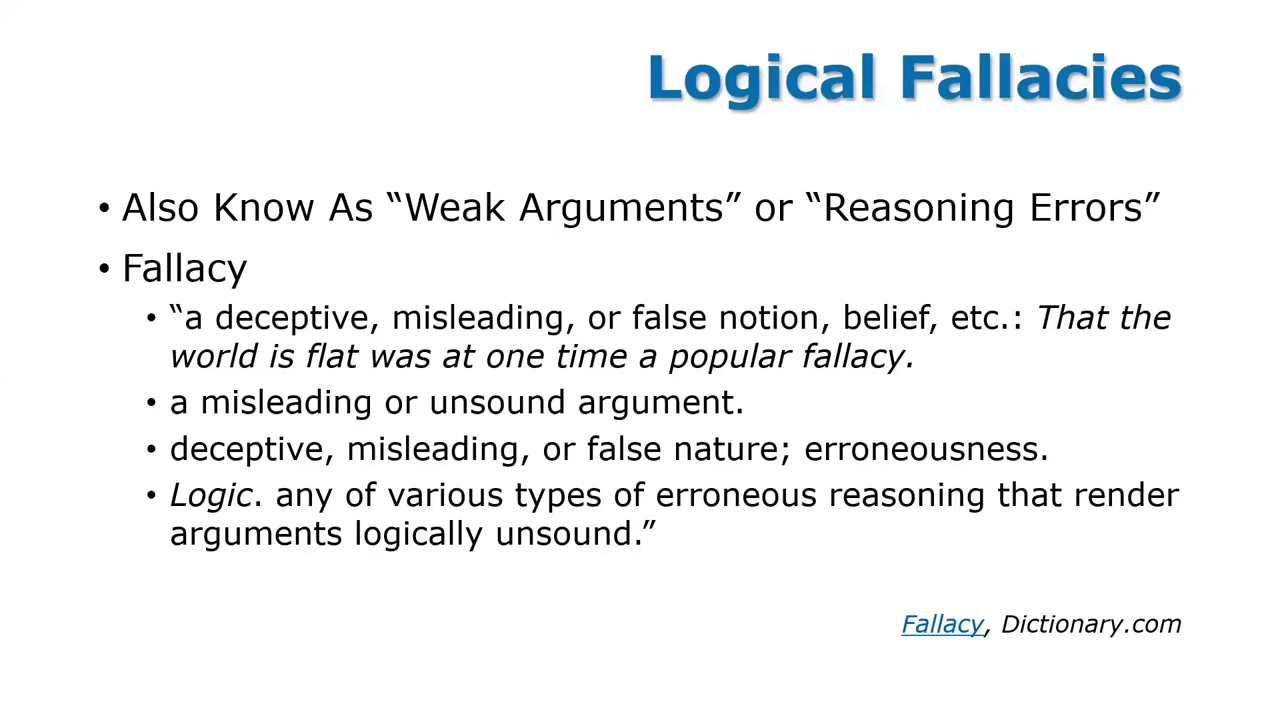 Logical Fallacies
• Also Know As “Weak Arguments” or “Reasoning Errors”
• Fallacy
• “a deceptive, misleading, or false notion, belief, etc.: That the
world is flat was at one time a popular fallacy.
• a misleading or unsound argument.
• deceptive, misleading, or false nature; erroneousness.
• Logic. any of various types of erroneous reasoning that render
arguments logically unsound.”
Fallacy, Dictionary.com